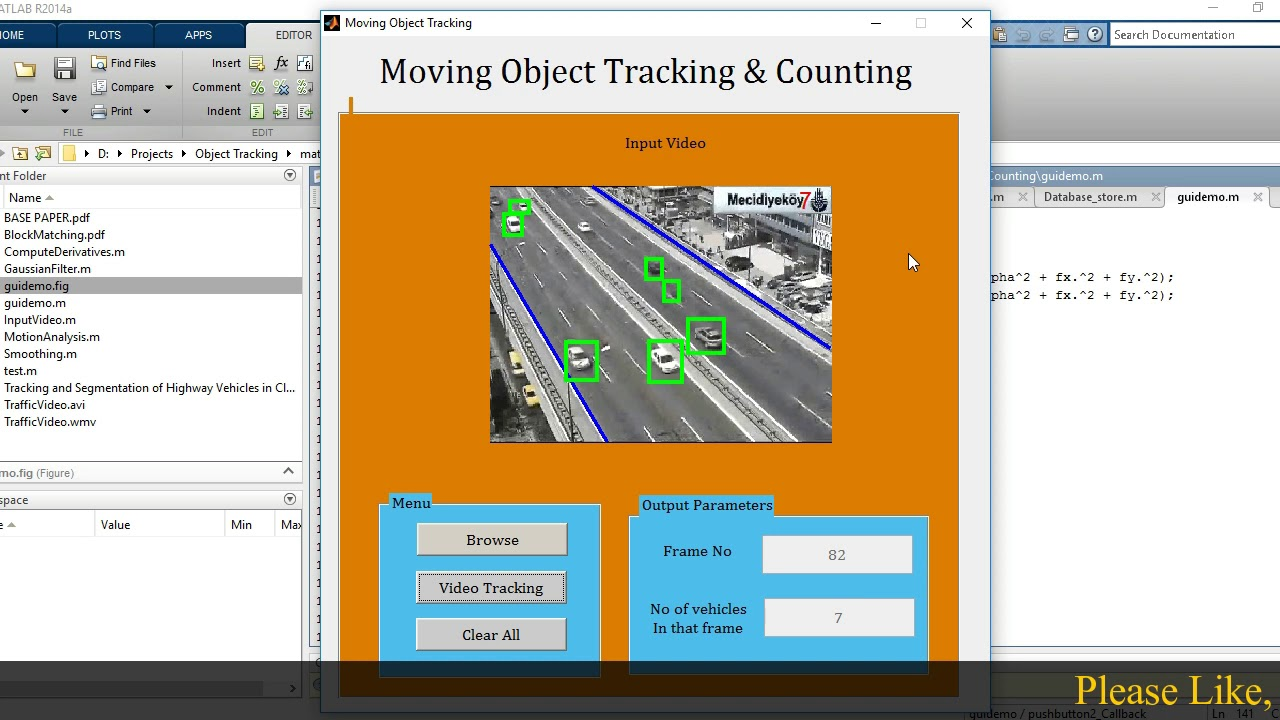 ATLAB R2014a
Moving Object Tracking
OME
PLOTS
APPS
EDITOR
Search Documentation
Open
Save
Find Files
Compare
Print
FILE
Insert
fx
Comment
Indent
EDIT
D: Projects Object Tracking mat
nt Folder
Name
BASE PAPER.pdf
BlockMatching.pdf
ComputeDerivatives.m
GaussianFilter.m
guidemo.fig
guidemo.m
InputVideo.m
MotionAnalysis.m
Smoothing.m
test.m
Tracking and Segmentation of Highway Vehicles in Cl...
TrafficVideo.avi
TrafficVideo.wmv
mo.fig (Figure)
space
Value
Min
Max
Moving Object Tracking & Counting
Input Video
Mecidiyeköy7
Menu
Browse
Video Tracking
Clear All
Output Parameters
Frame No
82
No of vehicles
In that frame
7
Counting\guidemo.m
.m
Database_store.m
guidemo.m
pha^2 + fx.^2 + fy.^2);
pha^2 + fx.^2 + fy.^2);
Please Like,
guidemo / pushbutton2_Callback
Ln 141